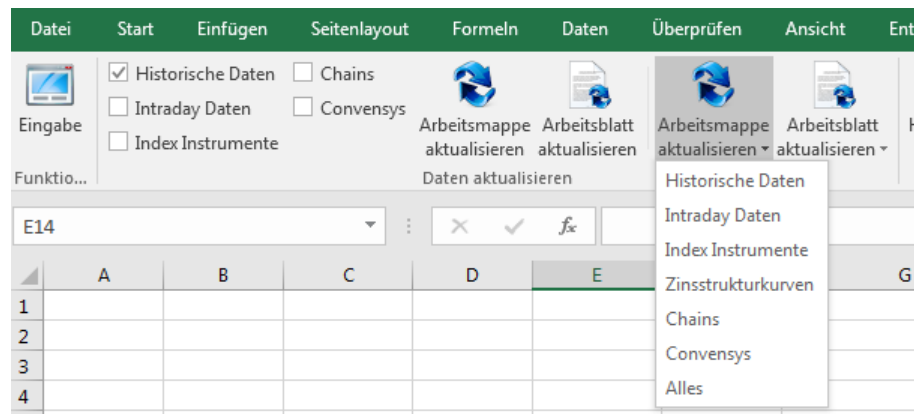 Datei Start Einfügen Seitenlayout Formeln Daten Überprüfen Ansicht Ent
Historische Daten Chains
Intraday Daten Convensys
Index Instrumente
Eingabe
Arbeitsmappe aktualisieren
Arbeitsblatt aktualisieren
Arbeitsmappe aktualisieren
Arbeitsblatt aktualisieren
Funktio... Daten aktualisieren
Historische Daten
Intraday Daten
Index Instrumente
Zinsstrukturkurven
Chains
Convensys
Alles
E14 fx
A B C D E G
1
2
3
4